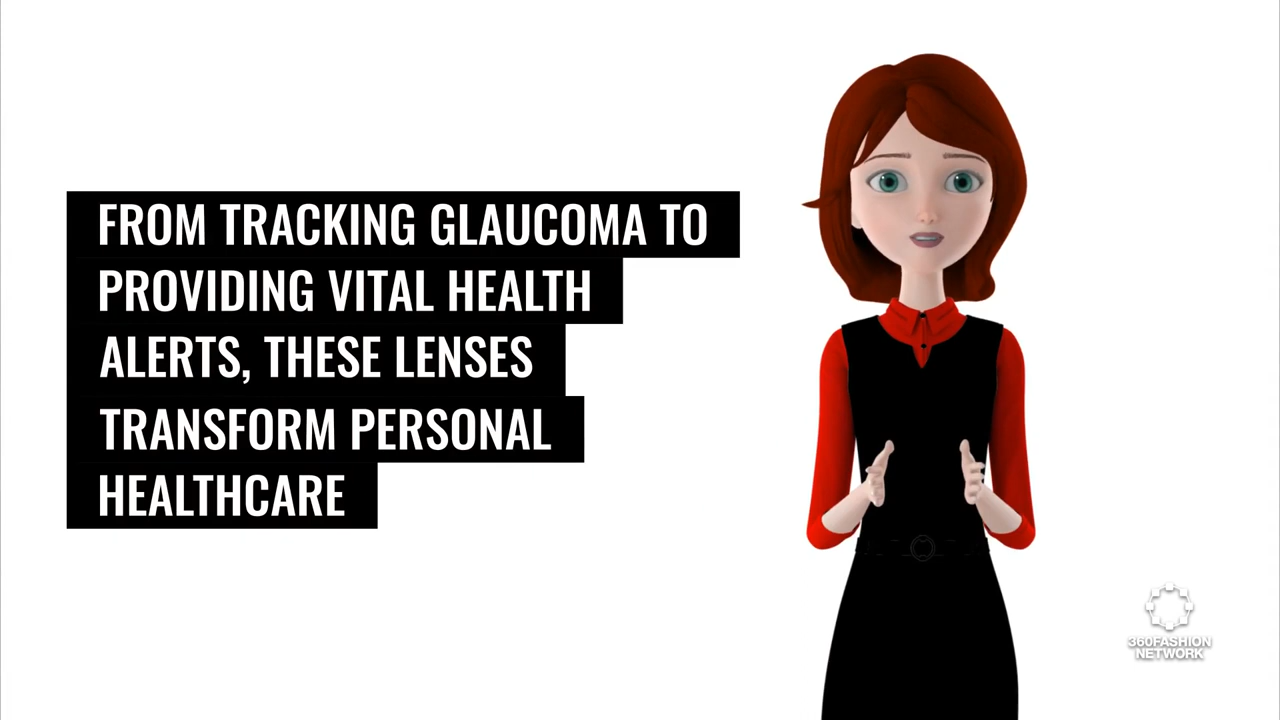 FROM TRACKING GLAUCOMA TO
PROVIDING VITAL HEALTH
ALERTS, THESE LENSES
TRANSFORM PERSONAL
HEALTHCARE
360FASHION
NETWORK